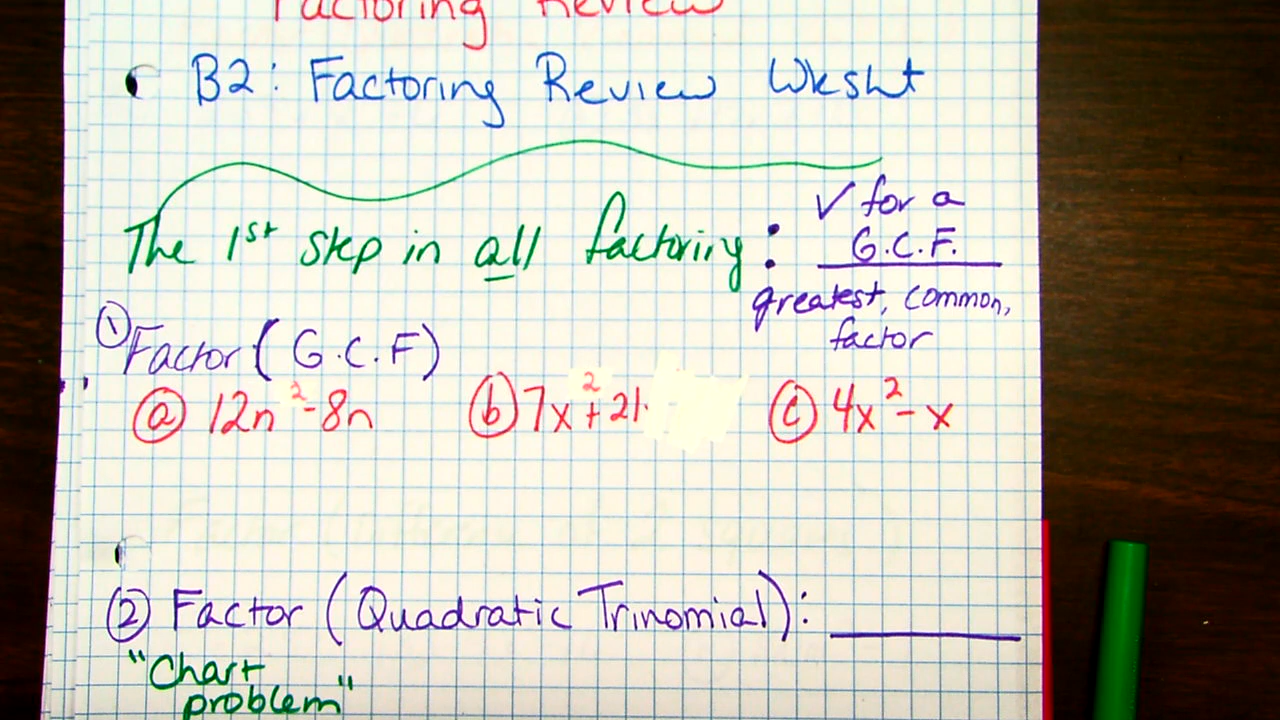 Factoring Review
B2: Factoring Review Wksht
The 1st step in all factoring: ✓ for a
G.C.F.
greatest, common,
factor
① Factor (G.C.F)
ⓐ 12n²-8n ⓑ 7x²+21 ⓒ 4x²-x
② Factor (Quadratic Trinomial): ______
"Chart
problem"